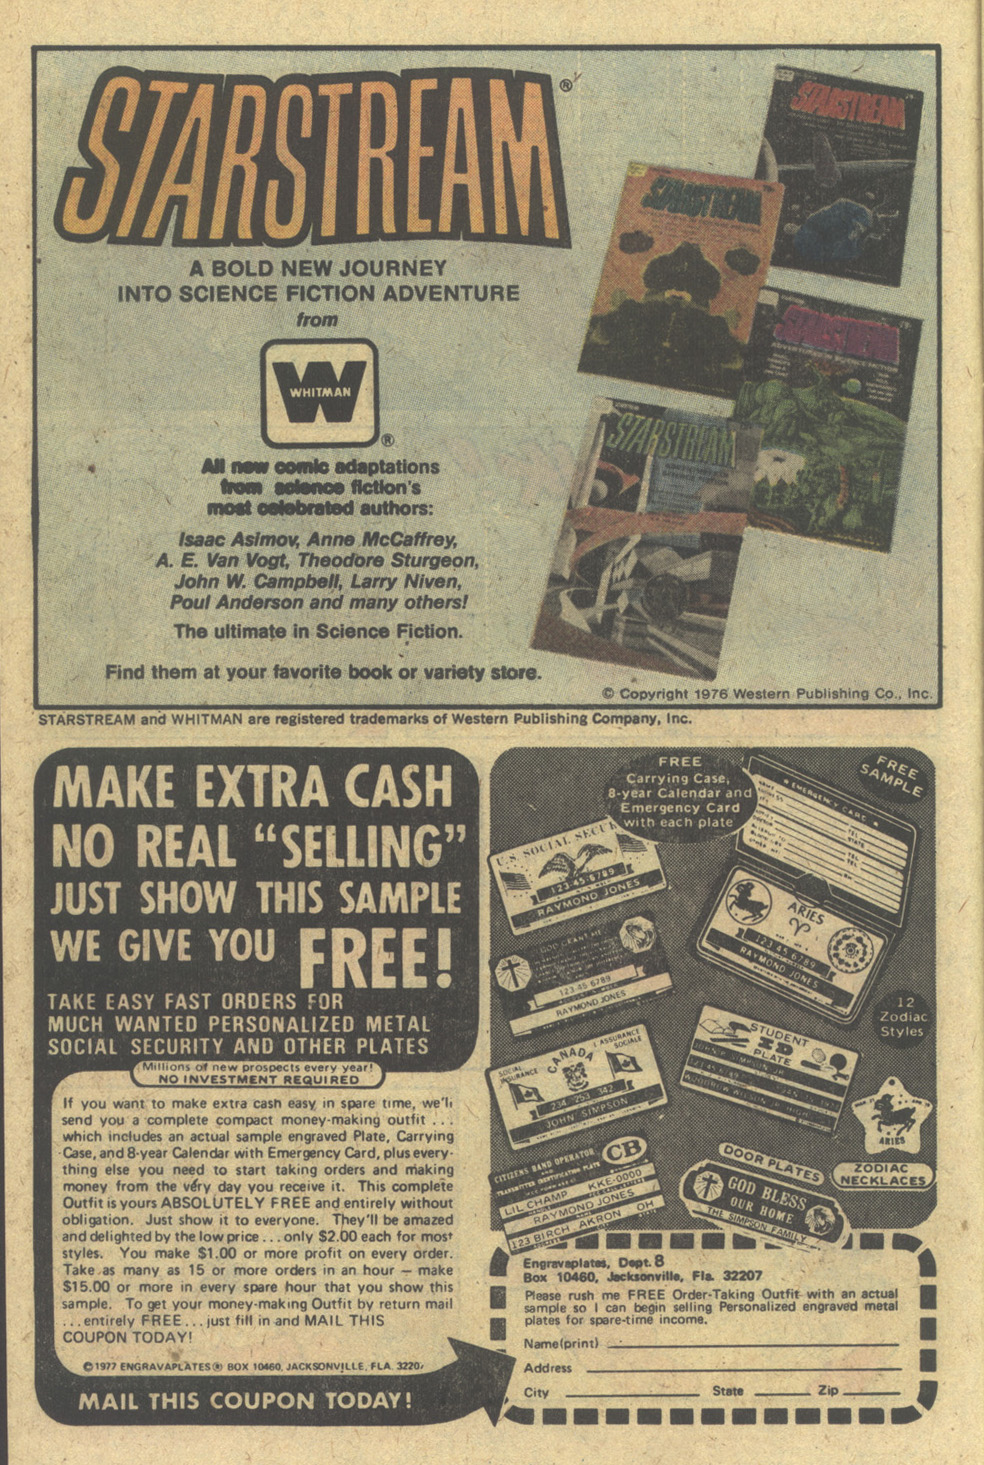 STARSTREAM®
A BOLD NEW JOURNEY
INTO SCIENCE FICTION ADVENTURE
from
W
WHITMAN
®
All new comic adaptations
from science fiction's
most celebrated authors:
Isaac Asimov, Anne McCaffrey,
A. E. Van Vogt, Theodore Sturgeon,
John W. Campbell, Larry Niven,
Poul Anderson and many others!
The ultimate in Science Fiction.
Find them at your favorite book or variety store.
STARSTREAM
STARSTREAM
STARSTREAM
ADVENTURES IN SCIENCE FICTION
STARSTREAM
© Copyright 1976 Western Publishing Co., Inc.
STARSTREAM and WHITMAN are registered trademarks of Western Publishing Company, Inc.
MAKE EXTRA CASH
NO REAL “SELLING”
JUST SHOW THIS SAMPLE
WE GIVE YOU FREE!
TAKE EASY FAST ORDERS FOR
MUCH WANTED PERSONALIZED METAL
SOCIAL SECURITY AND OTHER PLATES
Millions of new prospects every year!
NO INVESTMENT REQUIRED
If you want to make extra cash easy in spare time, we'll
send you a complete compact money-making outfit ...
which includes an actual sample engraved Plate, Carrying
Case, and 8-year Calendar with Emergency Card, plus every-
thing else you need to start taking orders and making
money from the very day you receive it. This complete
Outfit is yours ABSOLUTELY FREE and entirely without
obligation. Just show it to everyone. They'll be amazed
and delighted by the low price ... only $2.00 each for most
styles. You make $1.00 or more profit on every order.
Take as many as 15 or more orders in an hour — make
$15.00 or more in every spare hour that you show this
sample. To get your money-making Outfit by return mail
...entirely FREE...just fill in and MAIL THIS
COUPON TODAY!
©1977 ENGRAVAPLATES® BOX 10460, JACKSONVILLE, FLA. 3220
MAIL THIS COUPON TODAY!
FREE
Carrying Case,
8-year Calendar and
Emergency Card
with each plate
FREE
SAMPLE
★ EMERGENCY CARD ★
U.S. SOCIAL SECUR
123-45-6789
RAYMOND JONES
ARIES
123-45-6789
RAYMOND JONES
GOD GRANT ME
123-45-6789
RAYMOND JONES
12
Zodiac
Styles
STUDENT
ID
PLATE
CANADA
SOCIAL INSURANCE
ASSURANCE SOCIALE
234 253 342
JOHN SIMPSON
ARIES
ZODIAC
NECKLACES
CITIZENS BAND OPERATOR
CB
LIL CHAMP KKE-0000
RAYMOND JONES
123 BIRCH AKRON OH
DOOR PLATES
GOD BLESS
OUR HOME
THE SIMPSON FAMILY
Engravaplates, Dept. 8
Box 10460, Jacksonville, Fla. 32207
Please rush me FREE Order-Taking Outfit with an actual
sample so I can begin selling Personalized engraved metal
plates for spare-time income.
Name(print)
Address
City State Zip